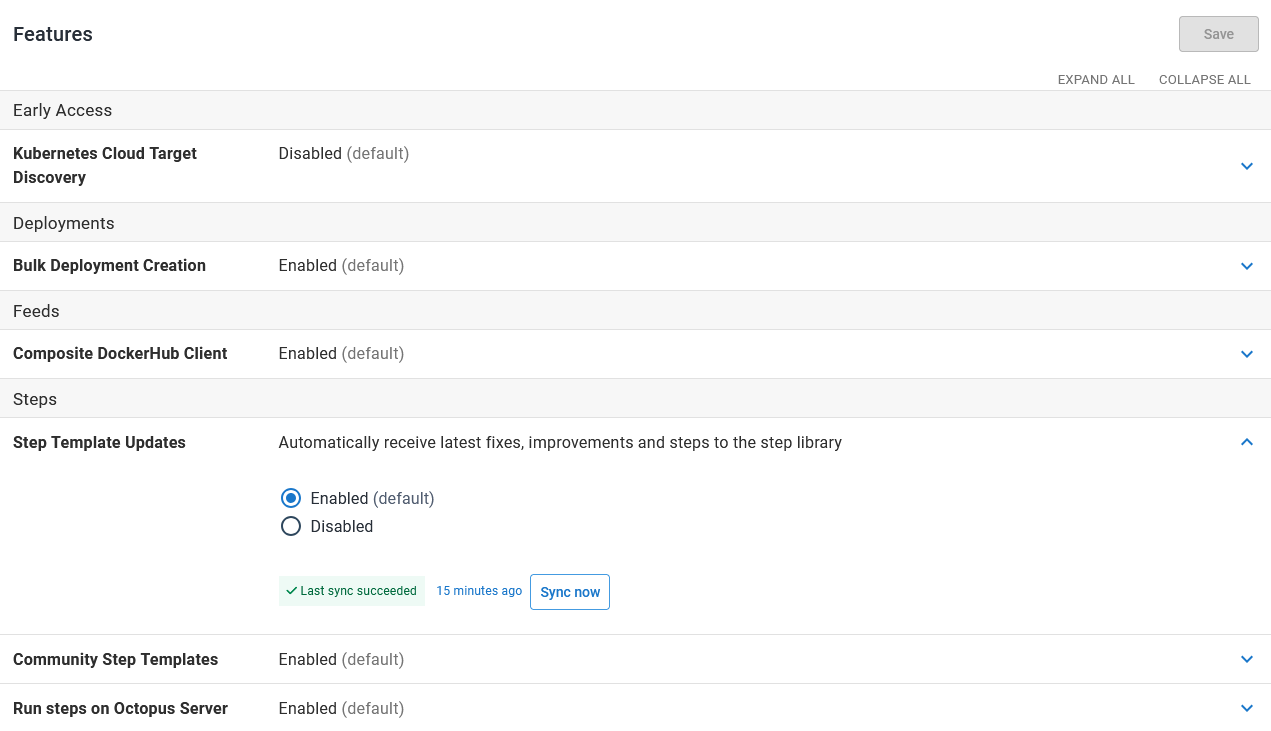 Features
Save
EXPAND ALL COLLAPSE ALL
Early Access
Kubernetes Cloud Target
Discovery
Disabled (default)
Deployments
Bulk Deployment Creation Enabled (default)
Feeds
Composite DockerHub Client Enabled (default)
Steps
Step Template Updates Automatically receive latest fixes, improvements and steps to the step library
Enabled (default)
Disabled
Last sync succeeded 15 minutes ago Sync now
Community Step Templates Enabled (default)
Run steps on Octopus Server Enabled (default)